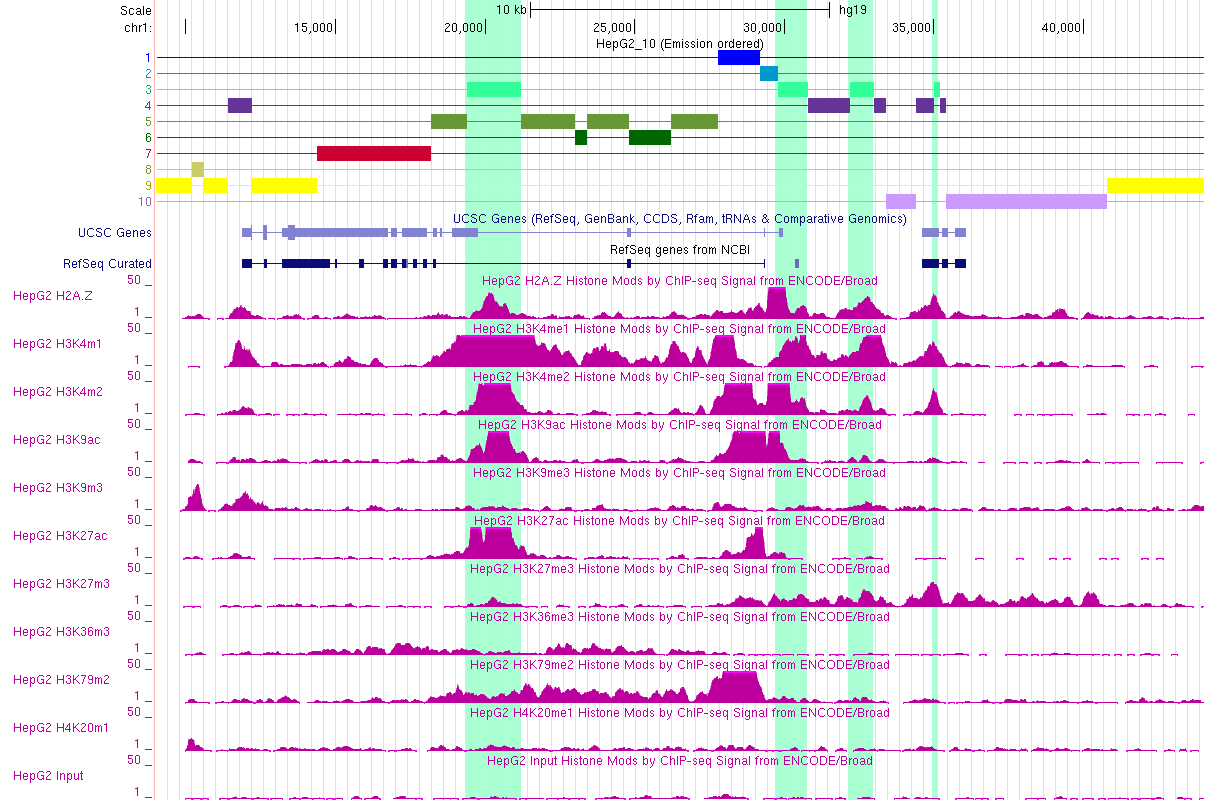 Scale 10 kb hg19
chr1: 15,000 20,000 25,000 30,000 35,000 40,000
HepG2_10 (Emission ordered)
1
2
3
4
5
6
7
8
9
10
UCSC Genes (RefSeq, GenBank, CCDS, Rfam, tRNAs & Comparative Genomics)
UCSC Genes
RefSeq genes from NCBI
RefSeq Curated
HepG2 H2A.Z Histone Mods by ChIP-seq Signal from ENCODE/Broad
50
HepG2 H2A.Z
1
HepG2 H3K4me1 Histone Mods by ChIP-seq Signal from ENCODE/Broad
50
HepG2 H3K4m1
1
HepG2 H3K4me2 Histone Mods by ChIP-seq Signal from ENCODE/Broad
50
HepG2 H3K4m2
1
HepG2 H3K9ac Histone Mods by ChIP-seq Signal from ENCODE/Broad
50
HepG2 H3K9ac
1
HepG2 H3K9me3 Histone Mods by ChIP-seq Signal from ENCODE/Broad
50
HepG2 H3K9m3
1
HepG2 H3K27ac Histone Mods by ChIP-seq Signal from ENCODE/Broad
50
HepG2 H3K27ac
1
HepG2 H3K27me3 Histone Mods by ChIP-seq Signal from ENCODE/Broad
50
HepG2 H3K27m3
1
HepG2 H3K36me3 Histone Mods by ChIP-seq Signal from ENCODE/Broad
50
HepG2 H3K36m3
1
HepG2 H3K79me2 Histone Mods by ChIP-seq Signal from ENCODE/Broad
50
HepG2 H3K79m2
1
HepG2 H4K20me1 Histone Mods by ChIP-seq Signal from ENCODE/Broad
50
HepG2 H4K20m1
1
HepG2 Input Histone Mods by ChIP-seq Signal from ENCODE/Broad
50
HepG2 Input
1